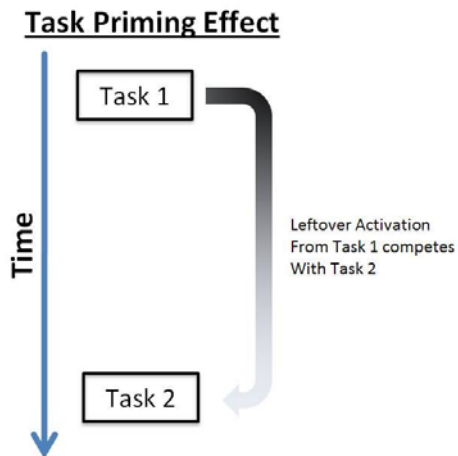 Task Priming Effect
Task 1
Time
Leftover Activation
From Task 1 competes
With Task 2
Task 2